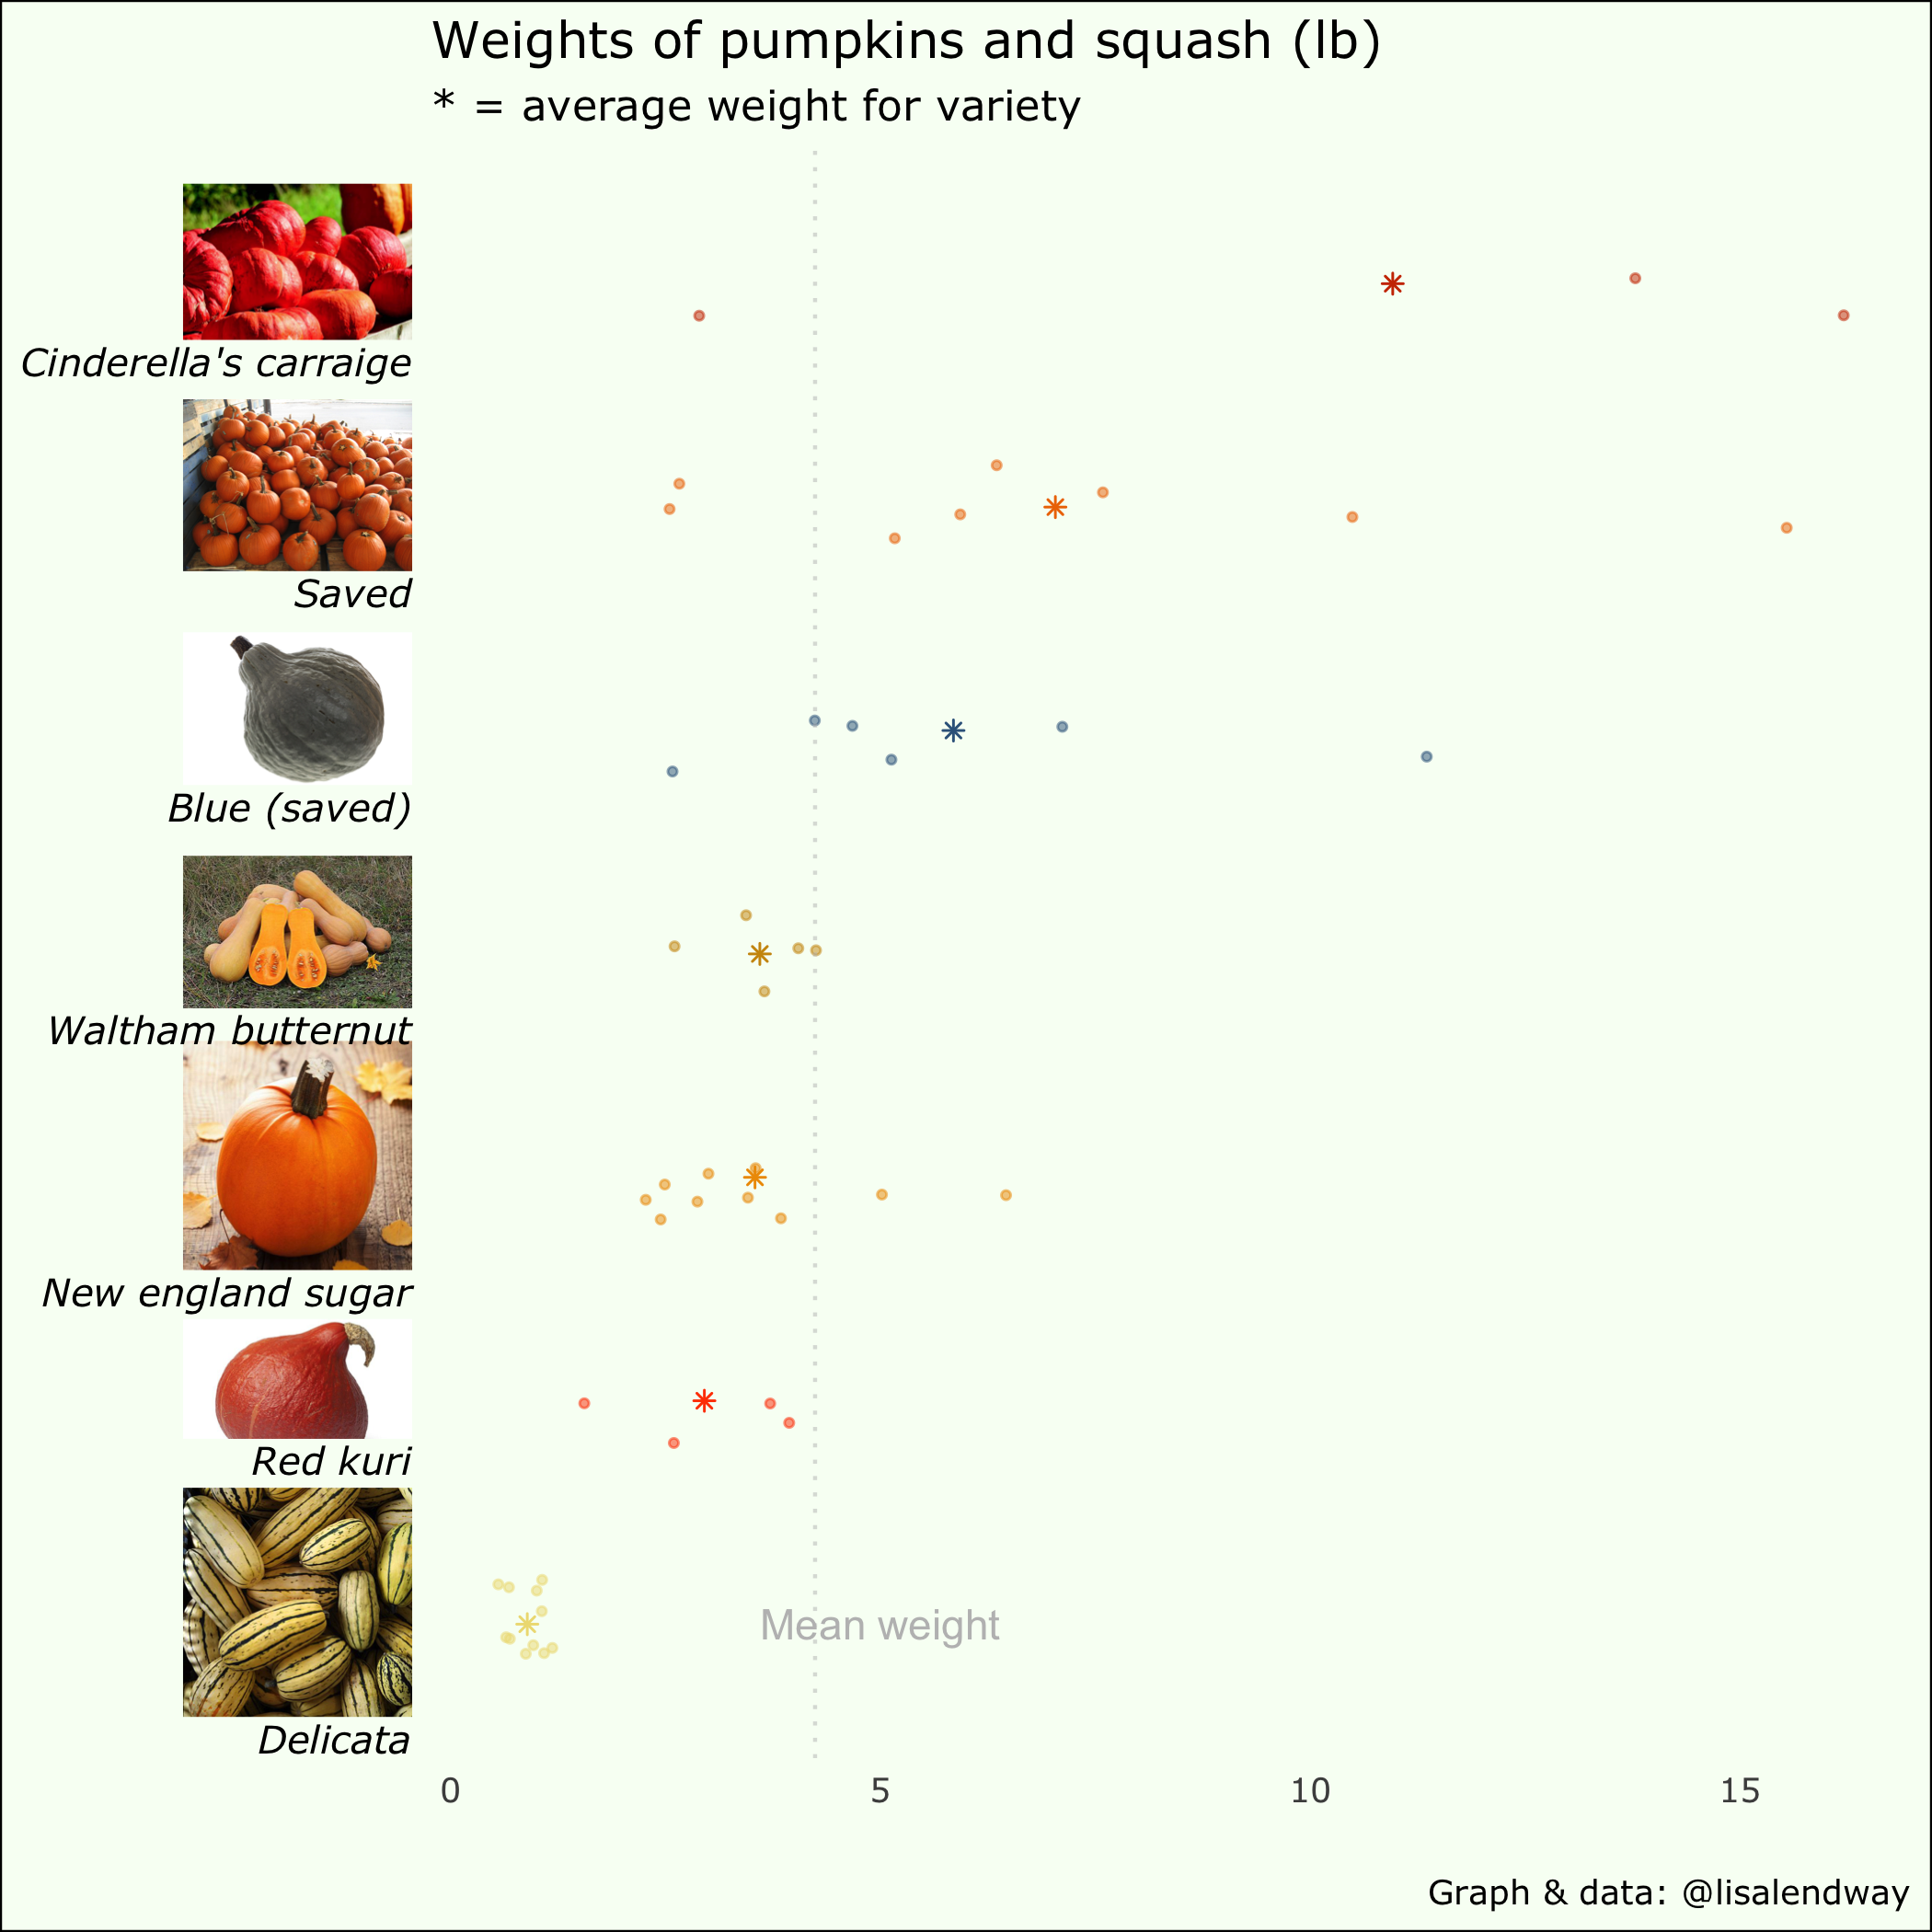 Weights of pumpkins and squash (lb)
* = average weight for variety
Cinderella's carraige
Saved
Blue (saved)
Waltham butternut
New england sugar
Red kuri
Mean weight
Delicata
0 5 10 15
Graph & data: @lisalendway